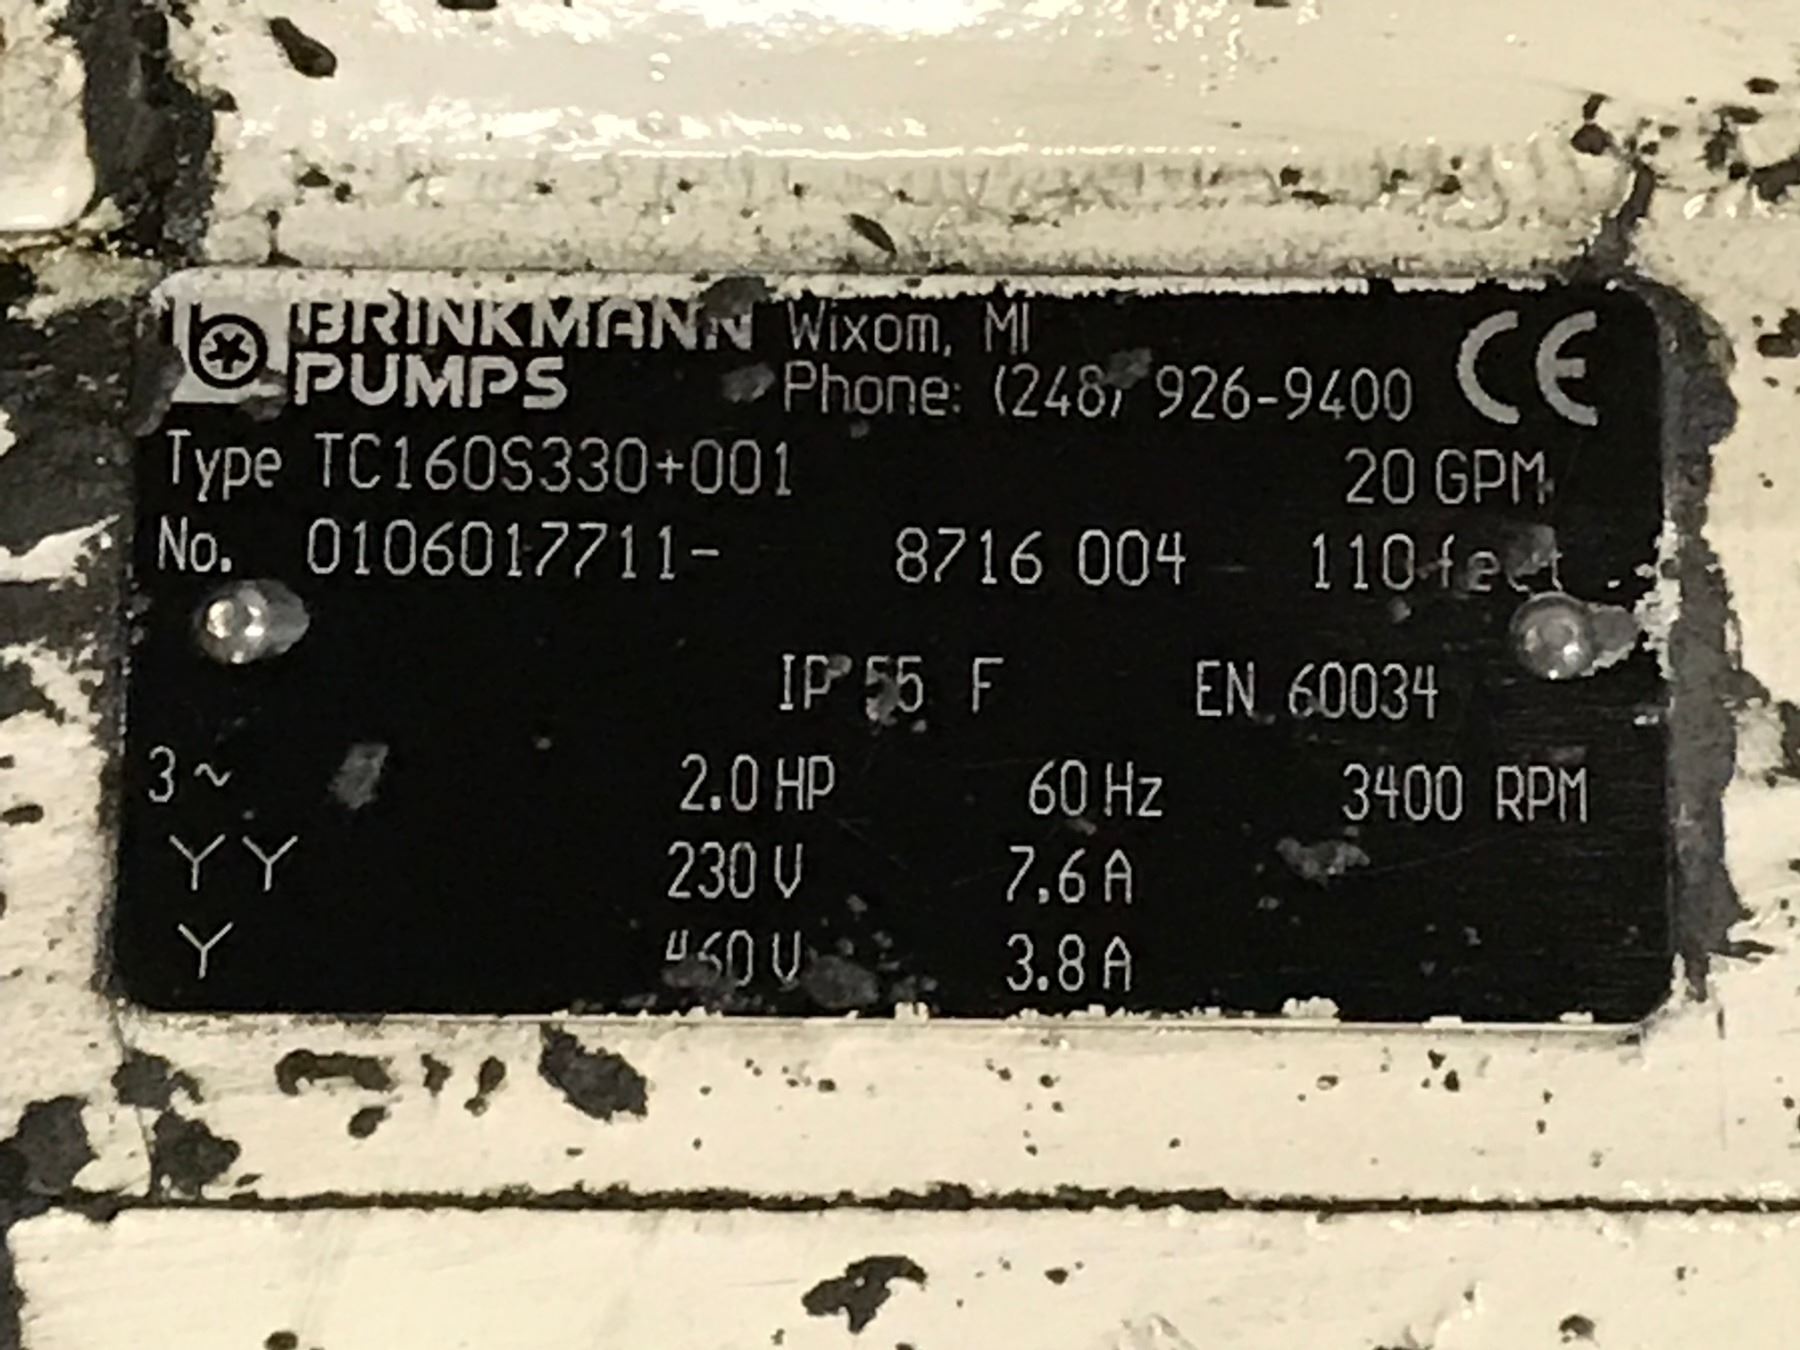 BRINKMANN PUMPS
Wixom, MI
Phone: (248) 926-9400 CE
Type TC160S330+001 20 GPM
No. 0106017711- 8716 004 110 feet
IP 55 F EN 60034
3~ 2.0 HP 60 Hz 3400 RPM
YY 230 V 7.6 A
Y 460 V 3.8 A